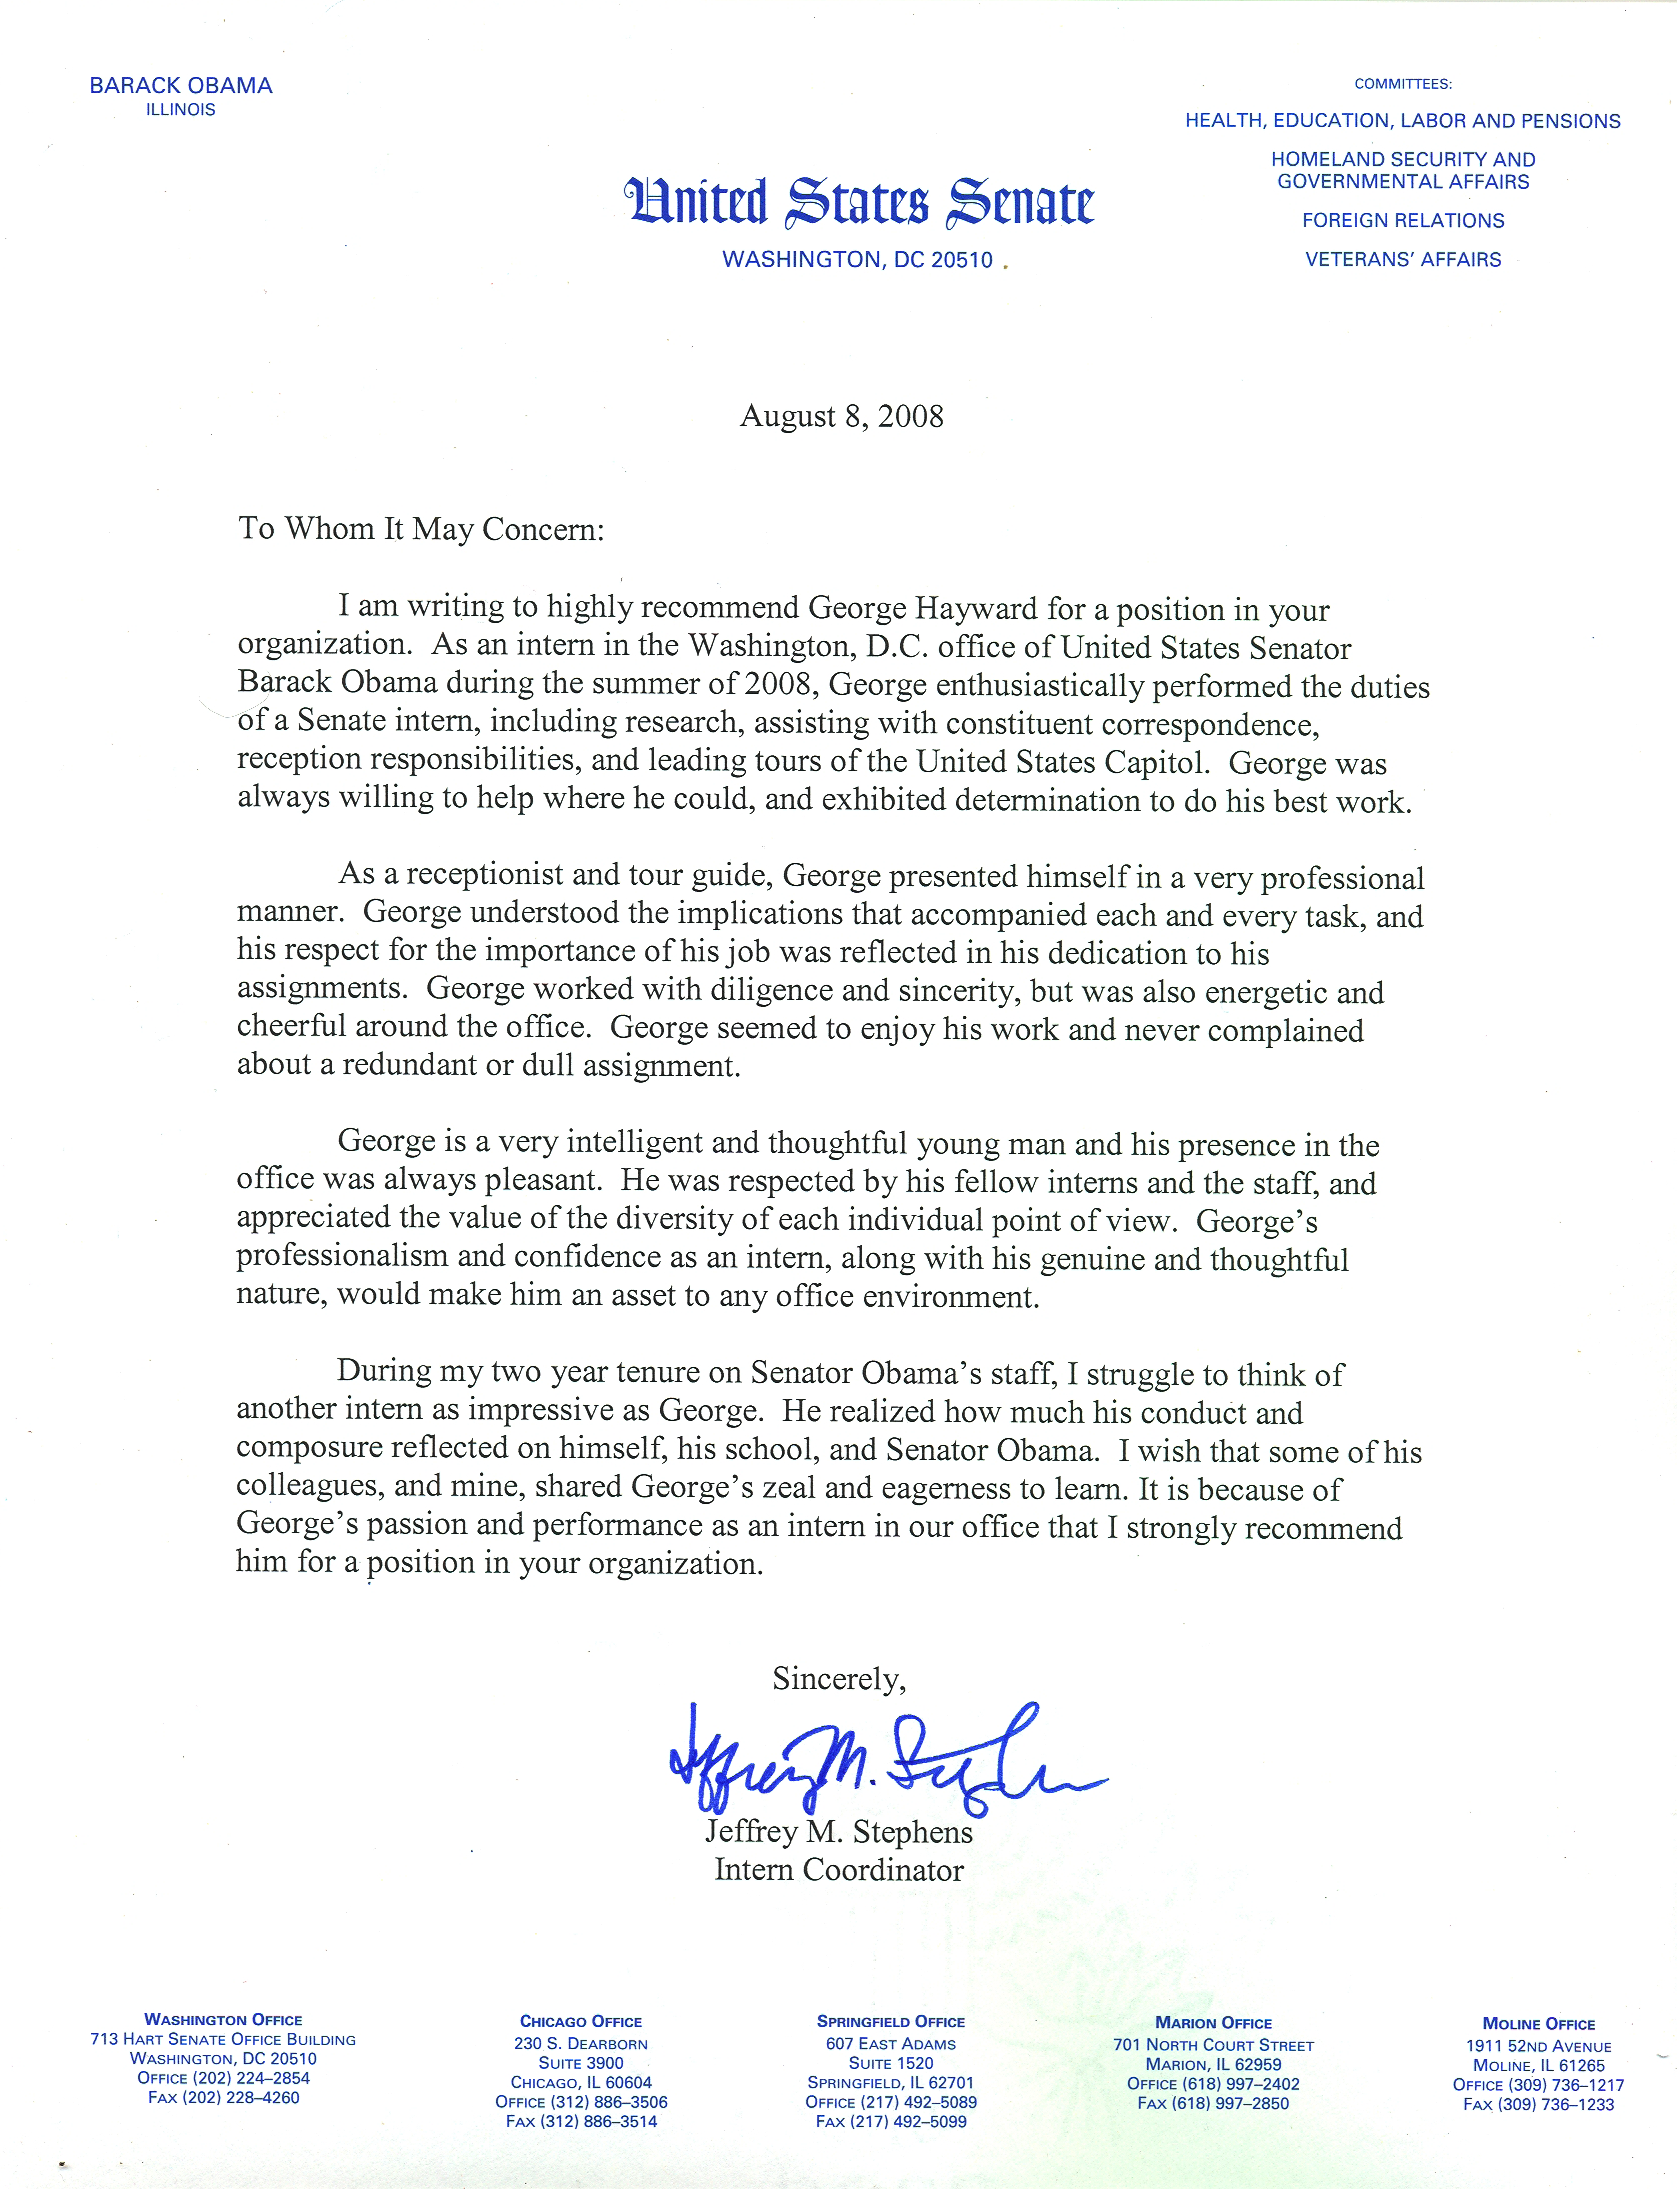 BARACK OBAMA
ILLINOIS
COMMITTEES:
HEALTH, EDUCATION, LABOR AND PENSIONS
HOMELAND SECURITY AND
GOVERNMENTAL AFFAIRS
FOREIGN RELATIONS
VETERANS' AFFAIRS
United States Senate
WASHINGTON, DC 20510
August 8, 2008
To Whom It May Concern:
I am writing to highly recommend George Hayward for a position in your
organization. As an intern in the Washington, D.C. office of United States Senator
Barack Obama during the summer of 2008, George enthusiastically performed the duties
of a Senate intern, including research, assisting with constituent correspondence,
reception responsibilities, and leading tours of the United States Capitol. George was
always willing to help where he could, and exhibited determination to do his best work.
As a receptionist and tour guide, George presented himself in a very professional
manner. George understood the implications that accompanied each and every task, and
his respect for the importance of his job was reflected in his dedication to his
assignments. George worked with diligence and sincerity, but was also energetic and
cheerful around the office. George seemed to enjoy his work and never complained
about a redundant or dull assignment.
George is a very intelligent and thoughtful young man and his presence in the
office was always pleasant. He was respected by his fellow interns and the staff, and
appreciated the value of the diversity of each individual point of view. George's
professionalism and confidence as an intern, along with his genuine and thoughtful
nature, would make him an asset to any office environment.
During my two year tenure on Senator Obama's staff, I struggle to think of
another intern as impressive as George. He realized how much his conduct and
composure reflected on himself, his school, and Senator Obama. I wish that some of his
colleagues, and mine, shared George's zeal and eagerness to learn. It is because of
George's passion and performance as an intern in our office that I strongly recommend
him for a position in your organization.
Sincerely,
Jeffrey M. Stephens
Jeffrey M. Stephens
Intern Coordinator
WASHINGTON OFFICE
713 HART SENATE OFFICE BUILDING
WASHINGTON, DC 20510
OFFICE (202) 224–2854
FAX (202) 228–4260
CHICAGO OFFICE
230 S. DEARBORN
SUITE 3900
CHICAGO, IL 60604
OFFICE (312) 886–3506
FAX (312) 886–3514
SPRINGFIELD OFFICE
607 EAST ADAMS
SUITE 1520
SPRINGFIELD, IL 62701
OFFICE (217) 492–5089
FAX (217) 492–5099
MARION OFFICE
701 NORTH COURT STREET
MARION, IL 62959
OFFICE (618) 997–2402
FAX (618) 997–2850
MOLINE OFFICE
1911 52ND AVENUE
MOLINE, IL 61265
OFFICE (309) 736–1217
FAX (309) 736–1233